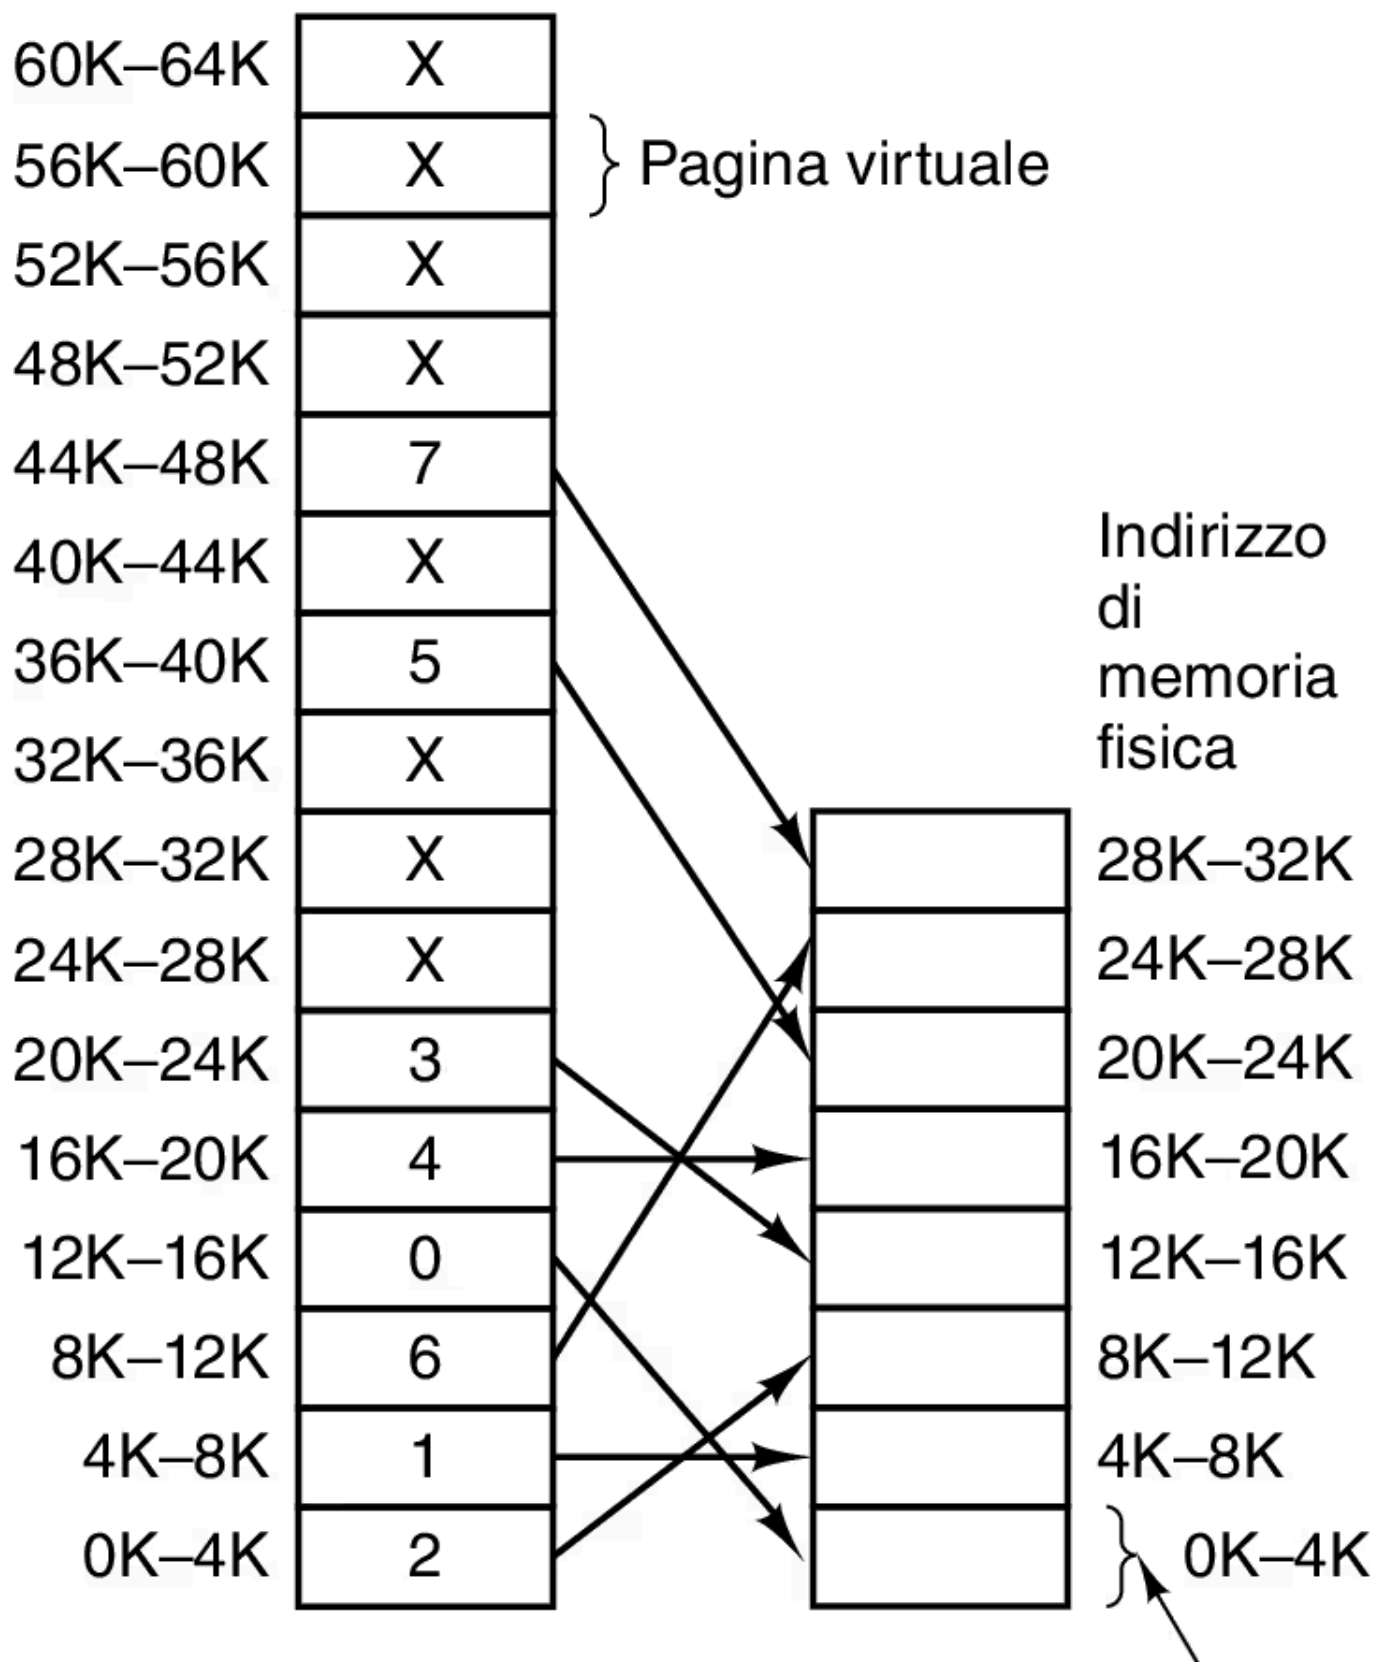 60K–64K X
56K–60K X Pagina virtuale
52K–56K X
48K–52K X
44K–48K 7
40K–44K X
36K–40K 5
32K–36K X
28K–32K X
24K–28K X
20K–24K 3
16K–20K 4
12K–16K 0
8K–12K 6
4K–8K 1
0K–4K 2
Indirizzo
di
memoria
fisica
28K–32K
24K–28K
20K–24K
16K–20K
12K–16K
8K–12K
4K–8K
0K–4K